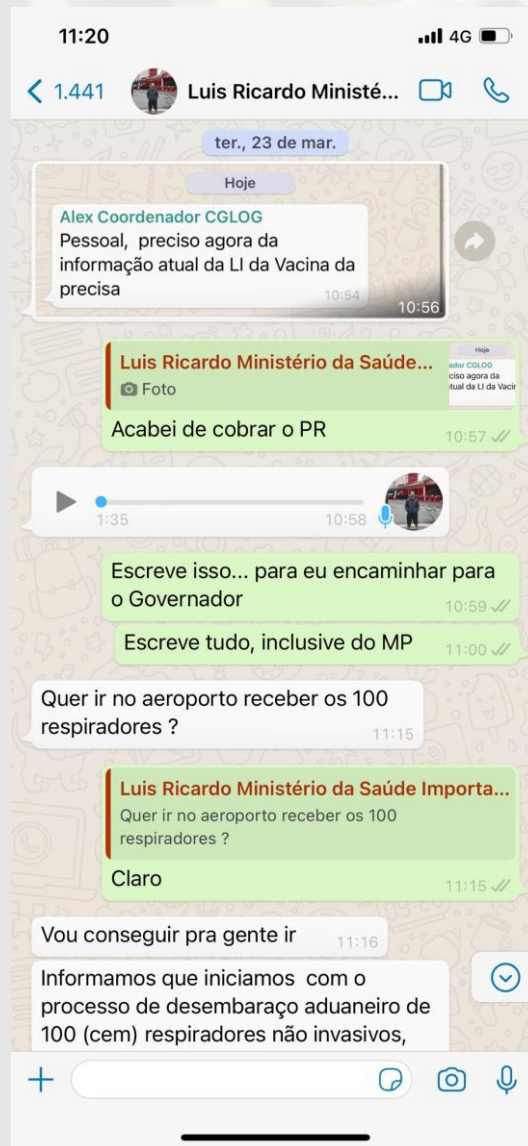 11:20
4G
1.441
Luis Ricardo Ministé...
ter., 23 de mar.
Hoje
Alex Coordenador CGLOG
Pessoal, preciso agora da
informação atual da LI da Vacina da
precisa
10:54
10:56
Luis Ricardo Ministério da Saúde...
Foto
Hoje
Acabei de cobrar o PR
10:57
1:35
10:58
Escreve isso... para eu encaminhar para
o Governador
10:59
Escreve tudo, inclusive do MP
11:00
Quer ir no aeroporto receber os 100
respiradores ?
11:15
Luis Ricardo Ministério da Saúde Importa...
Quer ir no aeroporto receber os 100
respiradores ?
Claro
11:15
Vou conseguir pra gente ir
11:16
Informamos que iniciamos com o
processo de desembaraço aduaneiro de
100 (cem) respiradores não invasivos,